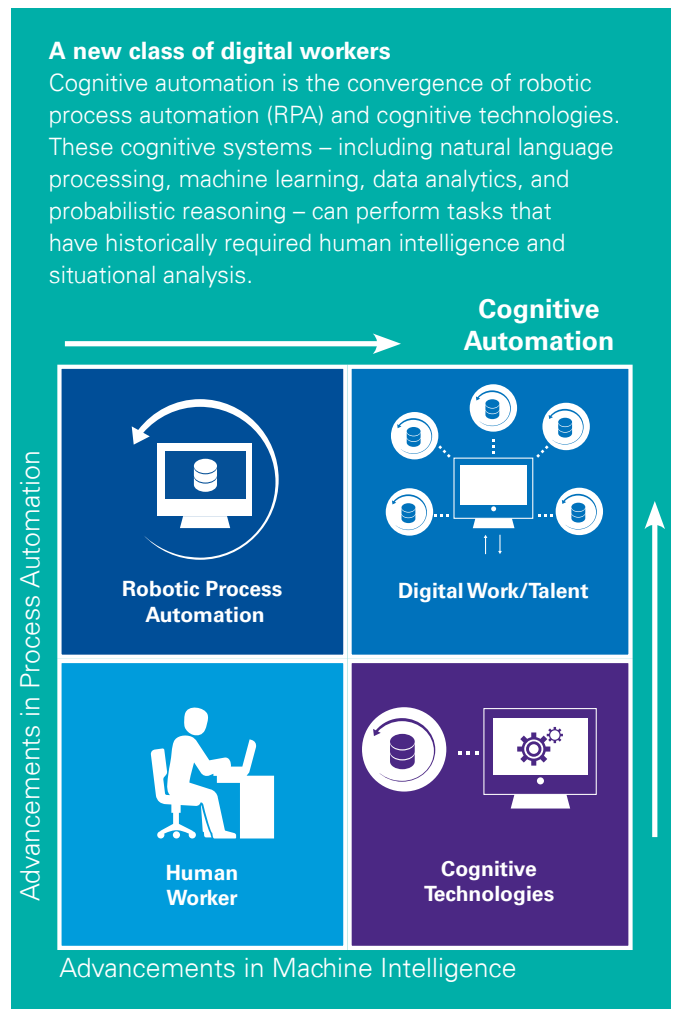 A new class of digital workers
Cognitive automation is the convergence of robotic
process automation (RPA) and cognitive technologies.
These cognitive systems – including natural language
processing, machine learning, data analytics, and
probabilistic reasoning – can perform tasks that
have historically required human intelligence and
situational analysis.
Cognitive
Automation
Advancements in Process Automation
Robotic Process
Automation
Digital Work/Talent
Human
Worker
Cognitive
Technologies
Advancements in Machine Intelligence